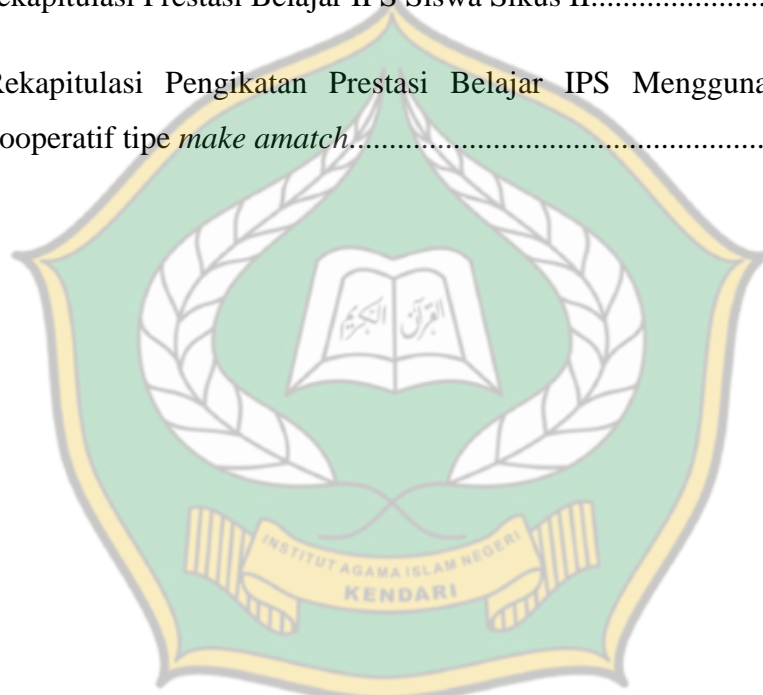 ekapitulasi Prestasi Belajar IPS Siswa Sikus II....................
Rekapitulasi Pengikatan Prestasi Belajar IPS Mengguna
ooperatif tipe make amatch...................................................
القرآن الكريم
INSTITUT AGAMA ISLAM NEGERI
KENDARI